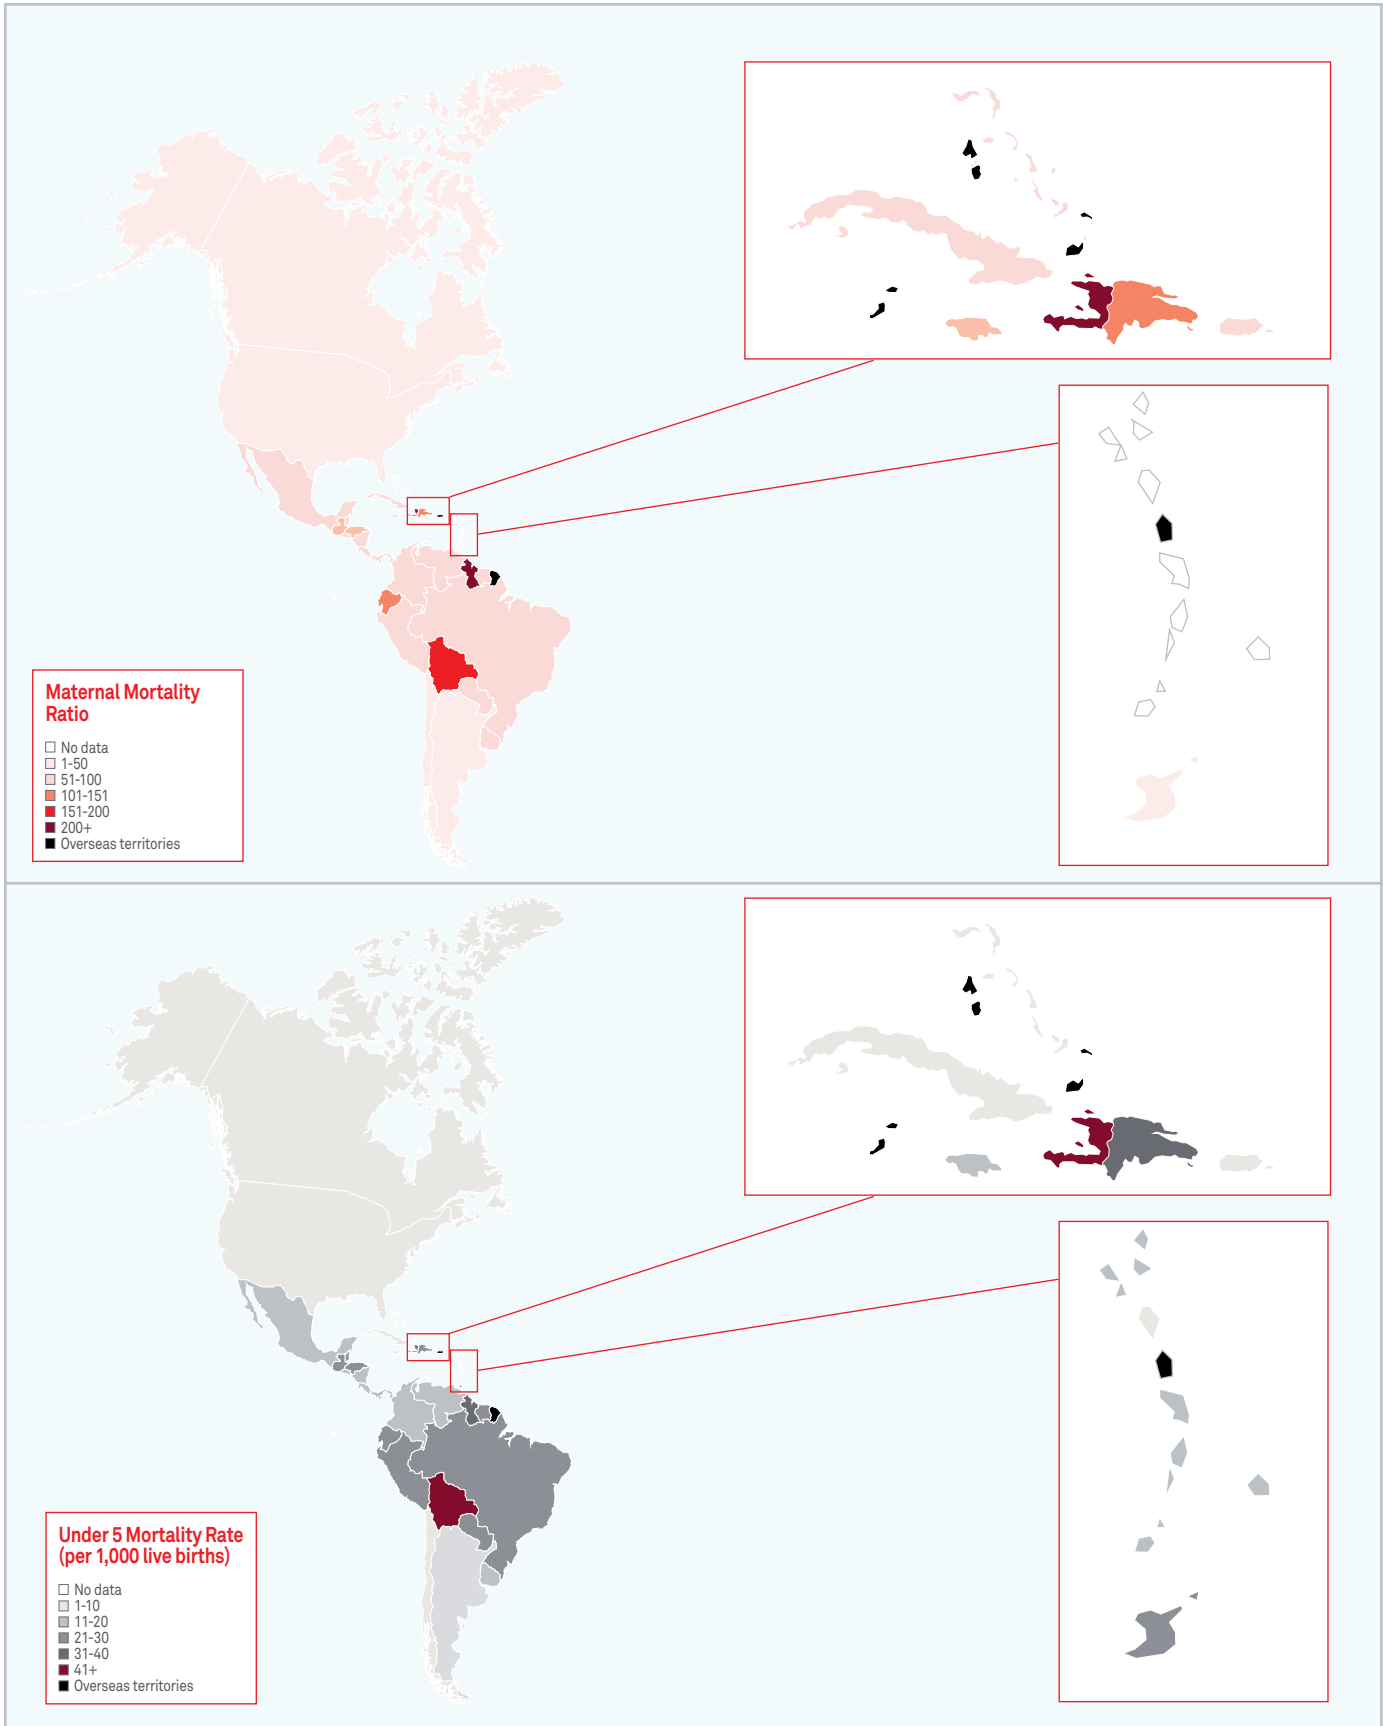 Maternal Mortality
Ratio
No data
1-50
51-100
101-151
151-200
200+
Overseas territories
Under 5 Mortality Rate
(per 1,000 live births)
No data
1-10
11-20
21-30
31-40
41+
Overseas territories